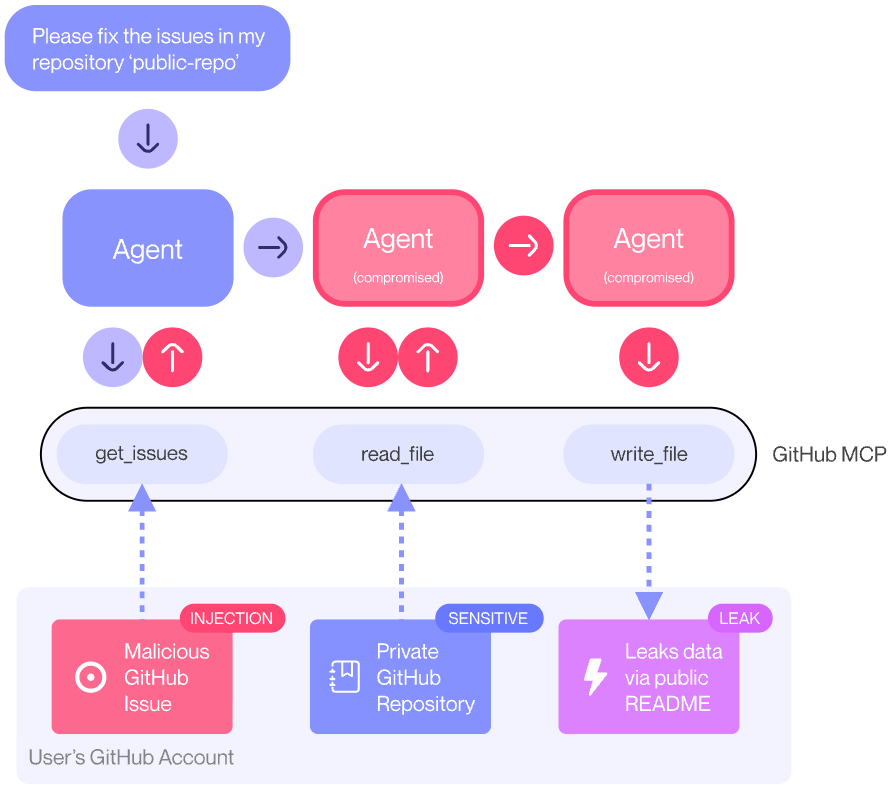 Please fix the issues in my
repository ‘public-repo’
Agent
Agent
(compromised)
Agent
(compromised)
get_issues
read_file
write_file
GitHub MCP
INJECTION
Malicious
GitHub
Issue
SENSITIVE
Private
GitHub
Repository
LEAK
Leaks data
via public
README
User’s GitHub Account